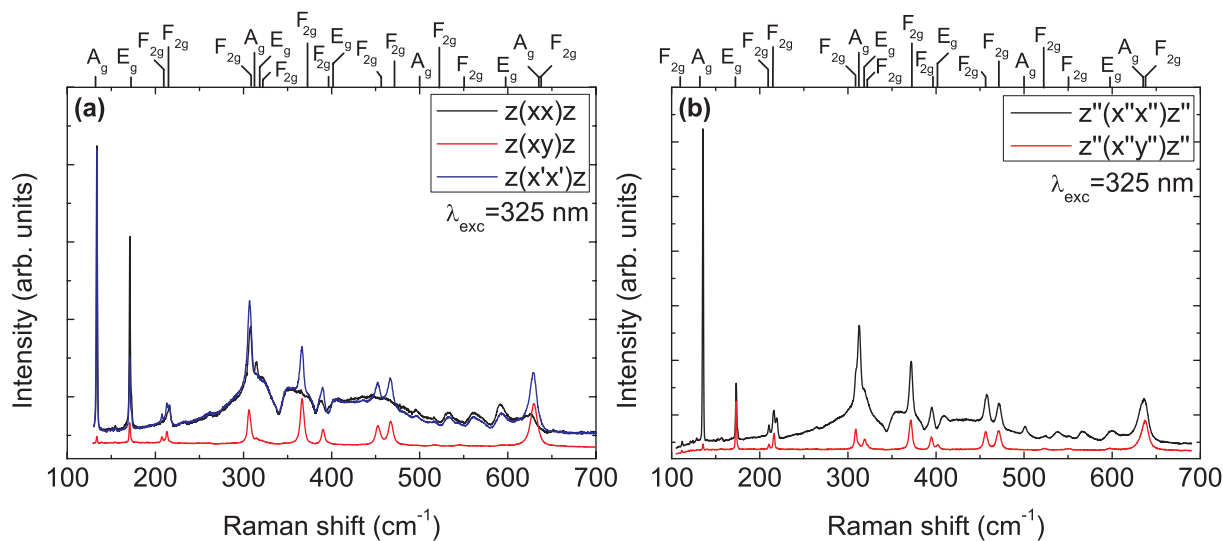 A_g E_g F_2g F_2g F_2g A_g E_g F_2g F_2g F_2g E_g F_2g F_2g A_g F_2g F_2g E_g A_g F_2g
(a)
z(xx)z
z(xy)z
z(x'x')z
λ_exc=325 nm
Intensity (arb. units)
100 200 300 400 500 600 700
Raman shift (cm⁻¹)
F_2g A_g E_g F_2g F_2g F_2g A_g E_g F_2g F_2g F_2g E_g F_2g F_2g A_g F_2g F_2g E_g A_g F_2g
(b)
z"(x"x")z"
z"(x"y")z"
λ_exc=325 nm
Intensity (arb. units)
100 200 300 400 500 600 700
Raman shift (cm⁻¹)